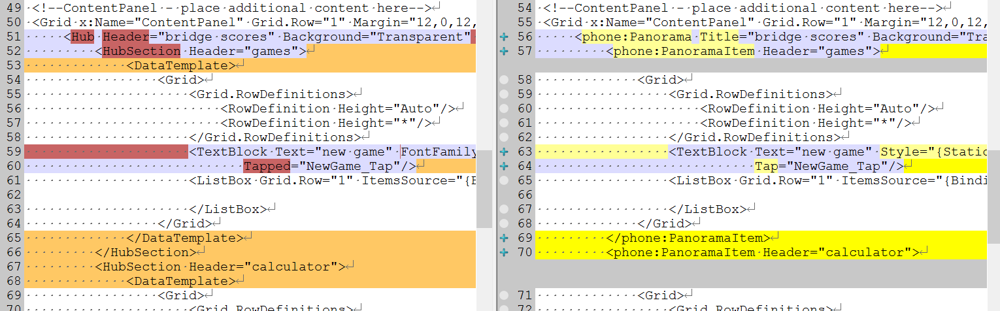 49 <!--ContentPanel - place additional content here-->
50 <Grid x:Name="ContentPanel" Grid.Row="1" Margin="12,0,12,
51 <Hub Header="bridge scores" Background="Transparent"
52 <HubSection Header="games">
53 <DataTemplate>
54 <Grid>
55 <Grid.RowDefinitions>
56 <RowDefinition Height="Auto"/>
57 <RowDefinition Height="*"/>
58 </Grid.RowDefinitions>
59 <TextBlock Text="new game" FontFamily
60 Tapped="NewGame_Tap"/>
61 <ListBox Grid.Row="1" ItemsSource="{B
62
63 </ListBox>
64 </Grid>
65 </DataTemplate>
66 </HubSection>
67 <HubSection Header="calculator">
68 <DataTemplate>
69 <Grid>
70 <Grid.RowDefinitions>
54 <!--ContentPanel - place additional content here-->
55 <Grid x:Name="ContentPanel" Grid.Row="1" Margin="12,0,12,
56 <phone:Panorama Title="bridge scores" Background="Tra
57 <phone:PanoramaItem Header="games">
58 <Grid>
59 <Grid.RowDefinitions>
60 <RowDefinition Height="Auto"/>
61 <RowDefinition Height="*"/>
62 </Grid.RowDefinitions>
63 <TextBlock Text="new game" Style="{Static
64 Tap="NewGame_Tap"/>
65 <ListBox Grid.Row="1" ItemsSource="{Bindi
66
67 </ListBox>
68 </Grid>
69 </phone:PanoramaItem>
70 <phone:PanoramaItem Header="calculator">
71 <Grid>
72 <Grid.RowDefinitions>